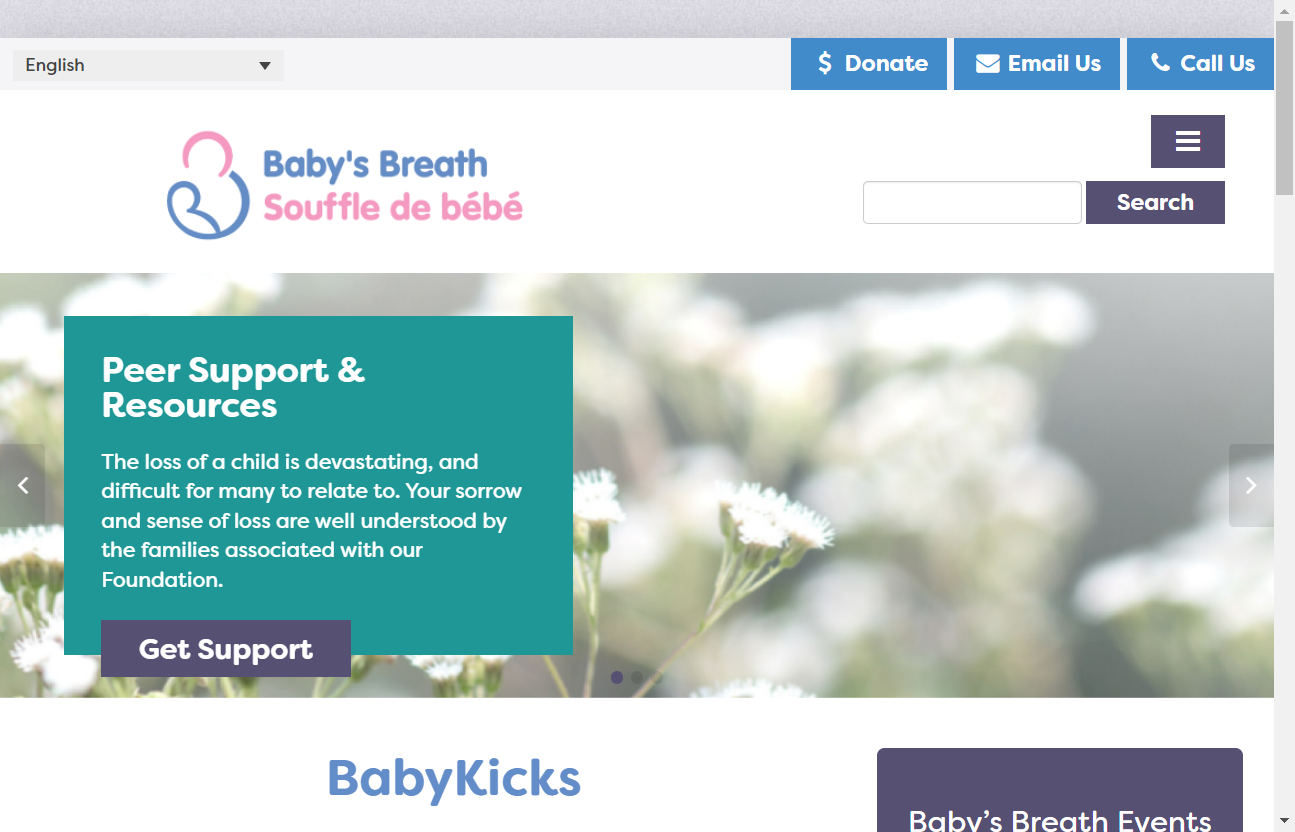 English
$ Donate
Email Us
Call Us
Baby's Breath
Souffle de bébé
Search
Peer Support &
Resources
The loss of a child is devastating, and
difficult for many to relate to. Your sorrow
and sense of loss are well understood by
the families associated with our
Foundation.
Get Support
BabyKicks
Baby’s Breath Events